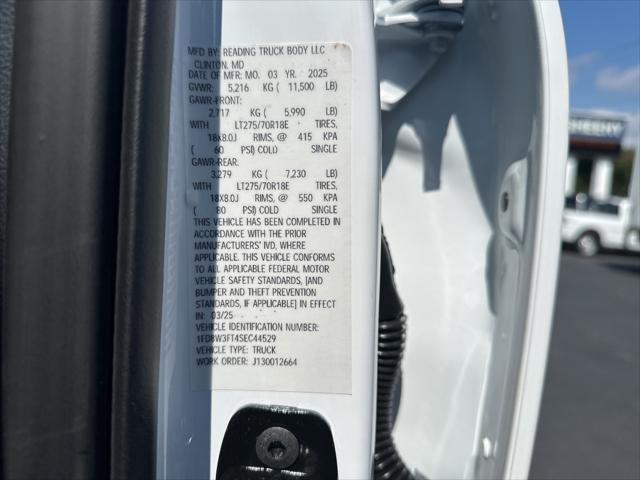 MFD BY: READING TRUCK BODY LLC
CLINTON, MD
DATE OF MFR: MO. 03 YR. 2025
GVWR: 5,216 KG ( 11,500 LB)
GAWR-FRONT:
2,717 KG ( 5,990 LB)
WITH LT275/70R18E TIRES,
18X8.0J RIMS, @ 415 KPA
( 60 PSI) COLD SINGLE
GAWR-REAR:
3,279 KG ( 7,230 LB)
WITH LT275/70R18E TIRES,
18X8.0J RIMS, @ 550 KPA
( 80 PSI) COLD SINGLE
THIS VEHICLE HAS BEEN COMPLETED IN
ACCORDANCE WITH THE PRIOR
MANUFACTURERS' IVD, WHERE
APPLICABLE. THIS VEHICLE CONFORMS
TO ALL APPLICABLE FEDERAL MOTOR
VEHICLE SAFETY STANDARDS, [AND
BUMPER AND THEFT PREVENTION
STANDARDS, IF APPLICABLE] IN EFFECT
IN: 03/25
VEHICLE IDENTIFICATION NUMBER:
1FD8W3FT4SEC44529
VEHICLE TYPE: TRUCK
WORK ORDER: J130012664